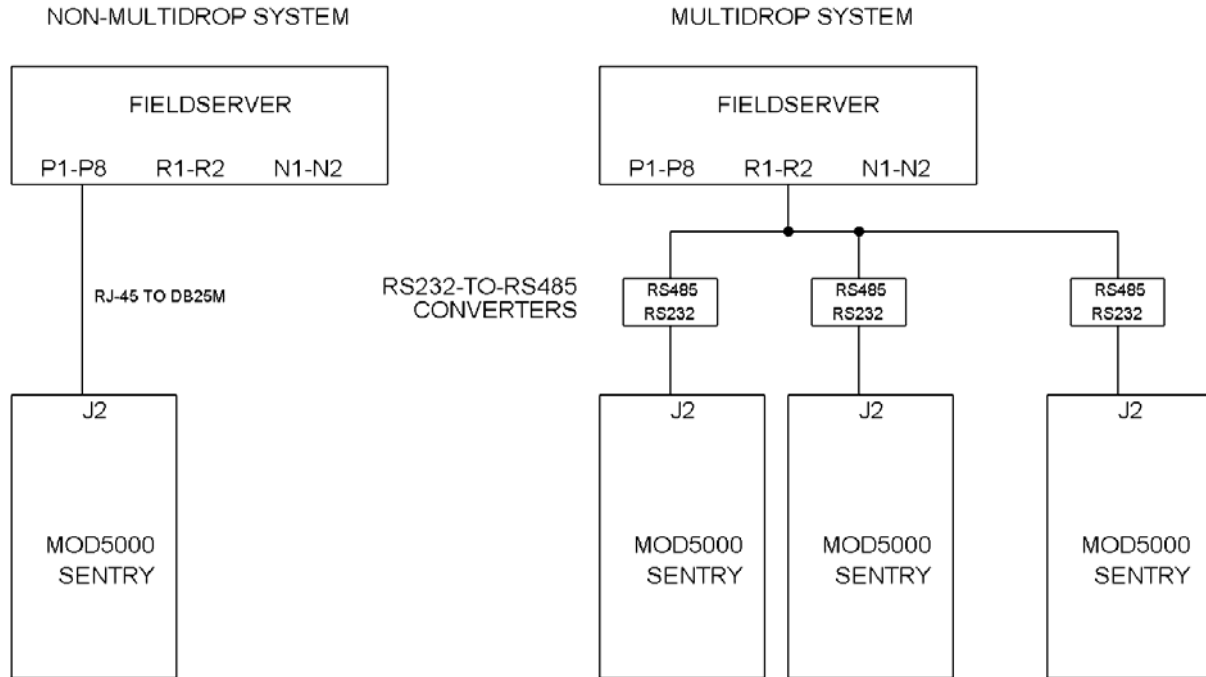 NON-MULTIDROP SYSTEM
FIELDSERVER
P1-P8 R1-R2 N1-N2
RJ-45 TO DB25M
J2
MOD5000
SENTRY
MULTIDROP SYSTEM
FIELDSERVER
P1-P8 R1-R2 N1-N2
RS232-TO-RS485
CONVERTERS
RS485
RS232
RS485
RS232
RS485
RS232
J2
MOD5000
SENTRY
J2
MOD5000
SENTRY
J2
MOD5000
SENTRY